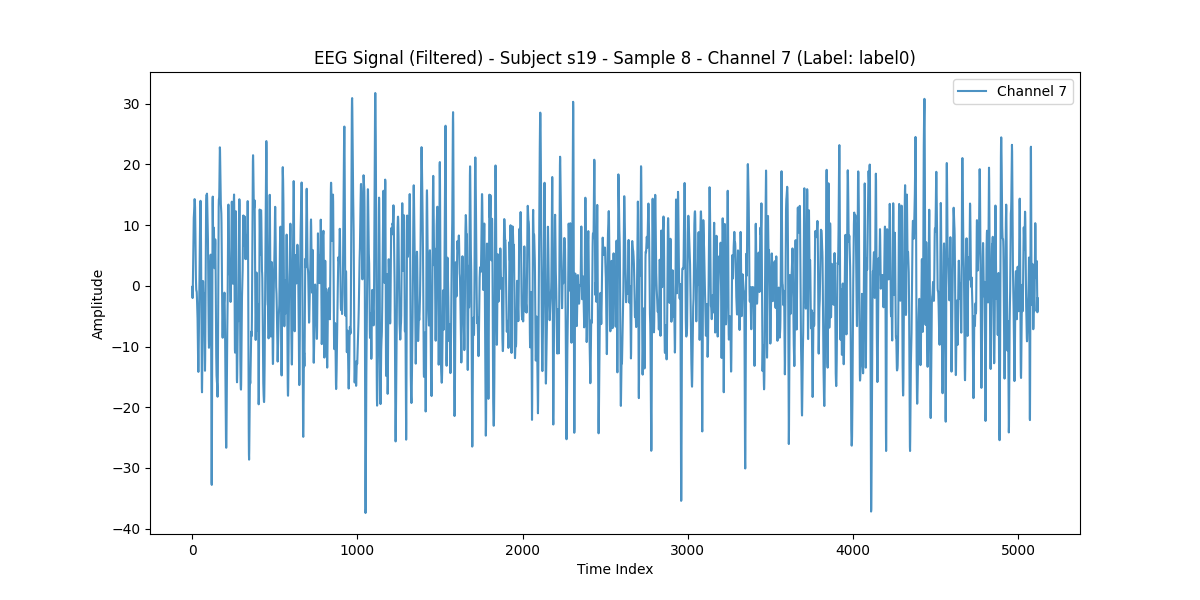 EEG Signal (Filtered) - Subject s19 - Sample 8 - Channel 7 (Label: label0)
Channel 7
30
20
10
0
−10
−20
−30
−40
Amplitude
0 1000 2000 3000 4000 5000
Time Index